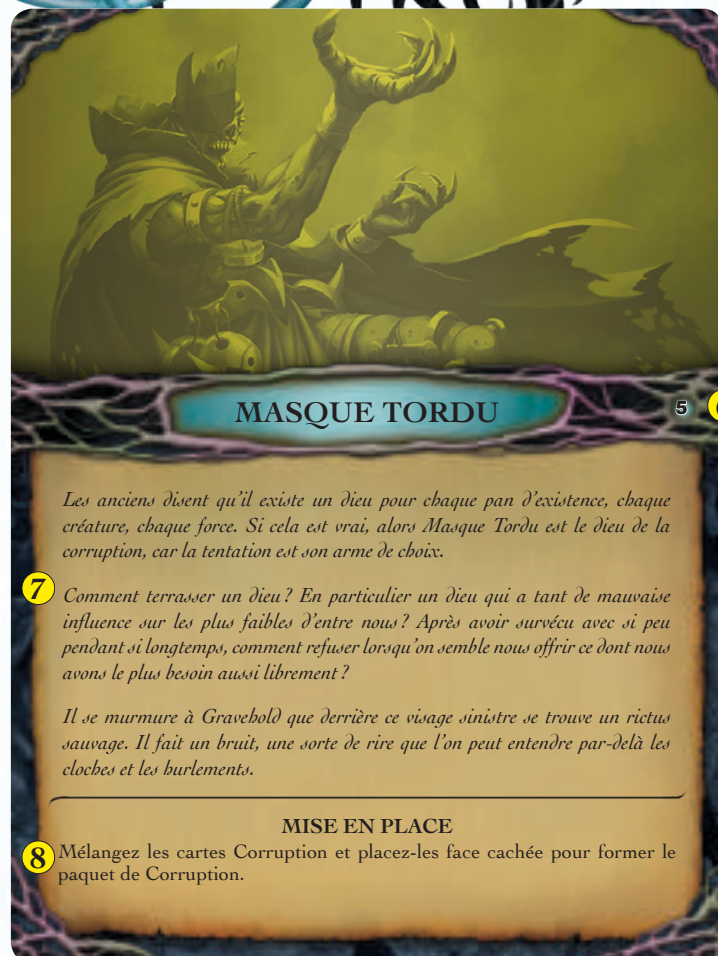 MASQUE TORDU
5
Les anciens disent qu'il existe un dieu pour chaque pan d'existence, chaque
créature, chaque force. Si cela est vrai, alors Masque Tordu est le dieu de la
corruption, car la tentation est son arme de choix.
7
Comment terrasser un dieu ? En particulier un dieu qui a tant de mauvaise
influence sur les plus faibles d'entre nous ? Après avoir survécu avec si peu
pendant si longtemps, comment refuser lorsqu'on semble nous offrir ce dont nous
avons le plus besoin aussi librement ?
Il se murmure à Gravehold que derrière ce visage sinistre se trouve un rictus
sauvage. Il fait un bruit, une sorte de rire que l'on peut entendre par-delà les
cloches et les hurlements.
MISE EN PLACE
8
Mélangez les cartes Corruption et placez-les face cachée pour former le
paquet de Corruption.